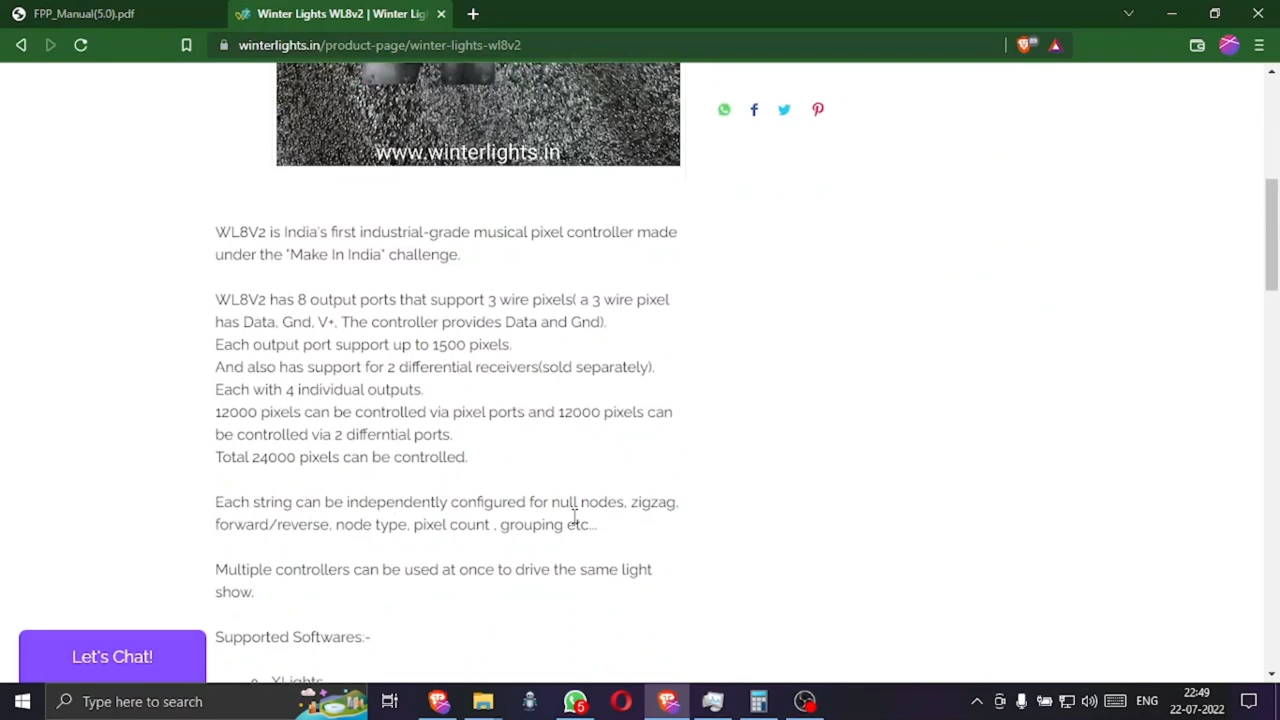 FPP_Manual(5.0).pdf
Winter Lights WL8v2 | Winter Lig
winterlights.in/product-page/winter-lights-wl8v2
www.winterlights.in
WL8V2 is India's first industrial-grade musical pixel controller made
under the "Make In India" challenge.
WL8V2 has 8 output ports that support 3 wire pixels( a 3 wire pixel
has Data, Gnd, V+, The controller provides Data and Gnd).
Each output port support up to 1500 pixels.
And also has support for 2 differential receivers(sold separately).
Each with 4 individual outputs.
12000 pixels can be controlled via pixel ports and 12000 pixels can
be controlled via 2 differntial ports.
Total 24000 pixels can be controlled.
Each string can be independently configured for null nodes, zigzag,
forward/reverse, node type, pixel count , grouping etc...
Multiple controllers can be used at once to drive the same light
show.
Supported Softwares:-
XLights
Let's Chat!
Type here to search
5
ENG
22:49
22-07-2022